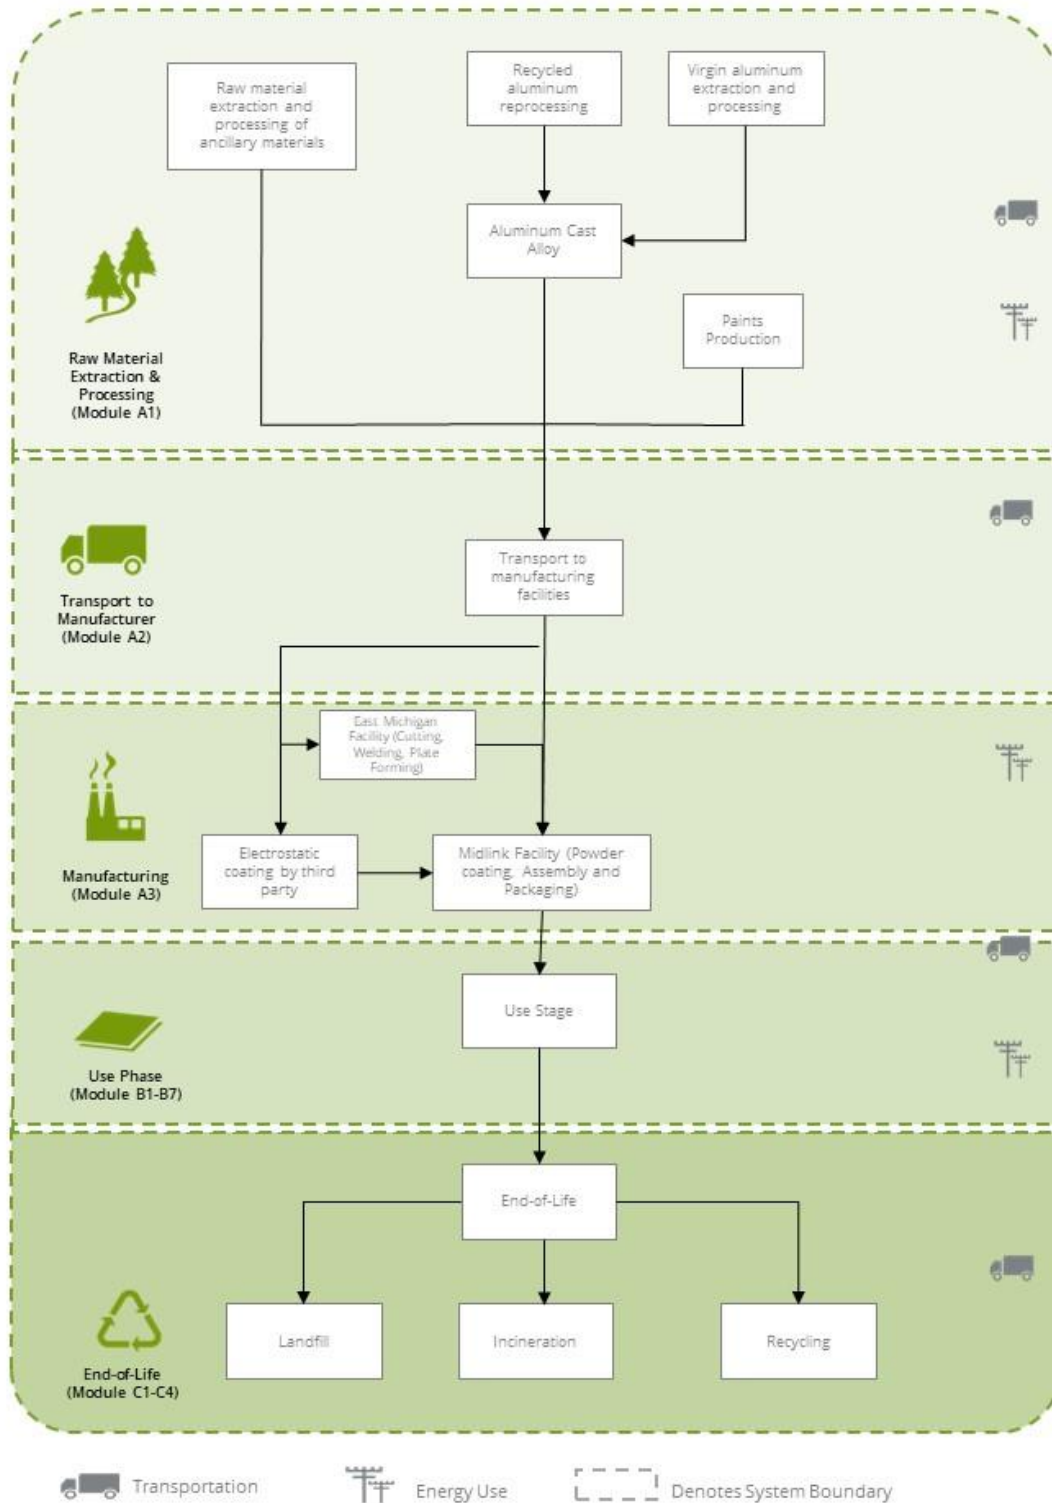 Raw material
extraction and
processing of
ancillary materials
Recycled
aluminum
reprocessing
Virgin aluminum
extraction and
processing
Aluminum Cast
Alloy
Paints
Production
Raw Material
Extraction &
Processing
(Module A1)
Transport to
manufacturing
facilities
Transport to
Manufacturer
(Module A2)
East Michigan
Facility (Cutting,
Welding, Plate
Forming)
Electrostatic
coating by third
party
Midlink Facility (Powder
coating, Assembly and
Packaging)
Manufacturing
(Module A3)
Use Stage
Use Phase
(Module B1-B7)
End-of-Life
Landfill
Incineration
Recycling
End-of-Life
(Module C1-C4)
Transportation
Energy Use
Denotes System Boundary